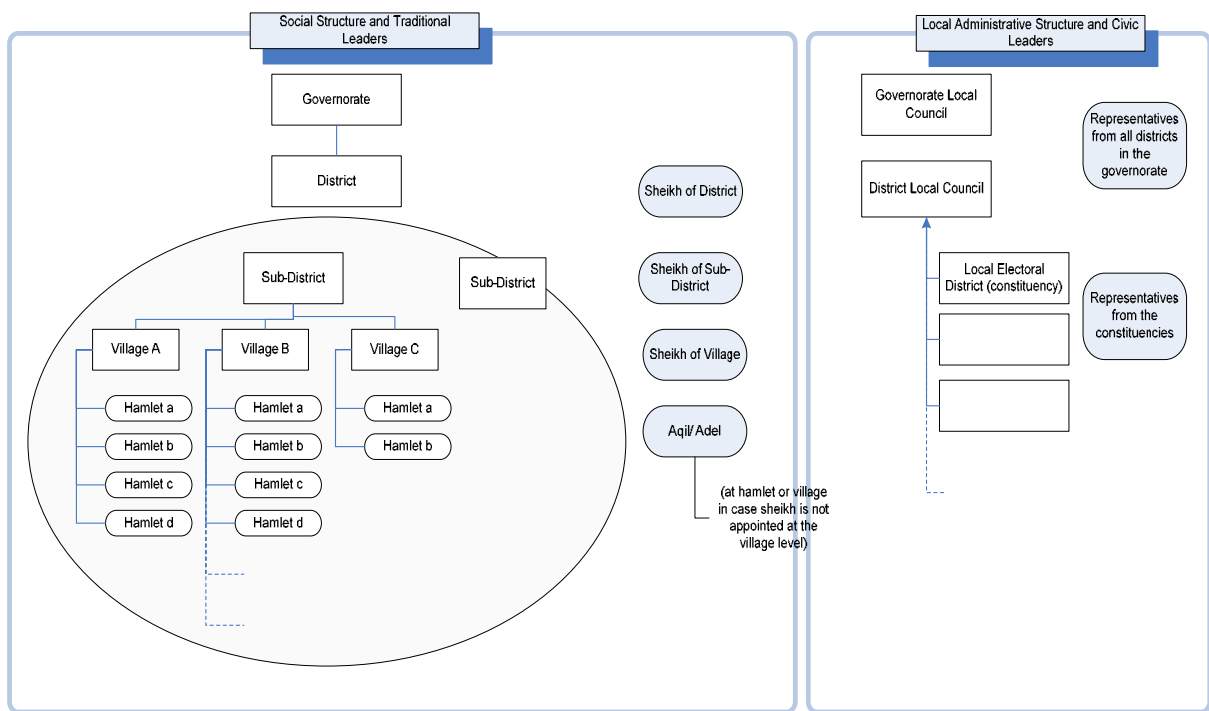 Social Structure and Traditional
Leaders
Governorate
District
Sub-District
Sub-District
Village A
Village B
Village C
Hamlet a
Hamlet b
Hamlet c
Hamlet d
Hamlet a
Hamlet b
Hamlet c
Hamlet d
Hamlet a
Hamlet b
Sheikh of District
Sheikh of Sub-
District
Sheikh of Village
Aqil/Adel
(at hamlet or village
in case sheikh is not
appointed at the
village level)
Local Administrative Structure and Civic
Leaders
Governorate Local
Council
District Local Council
Local Electoral
District (constituency)
Representatives
from all districts
in the
governorate
Representatives
from the
constituencies